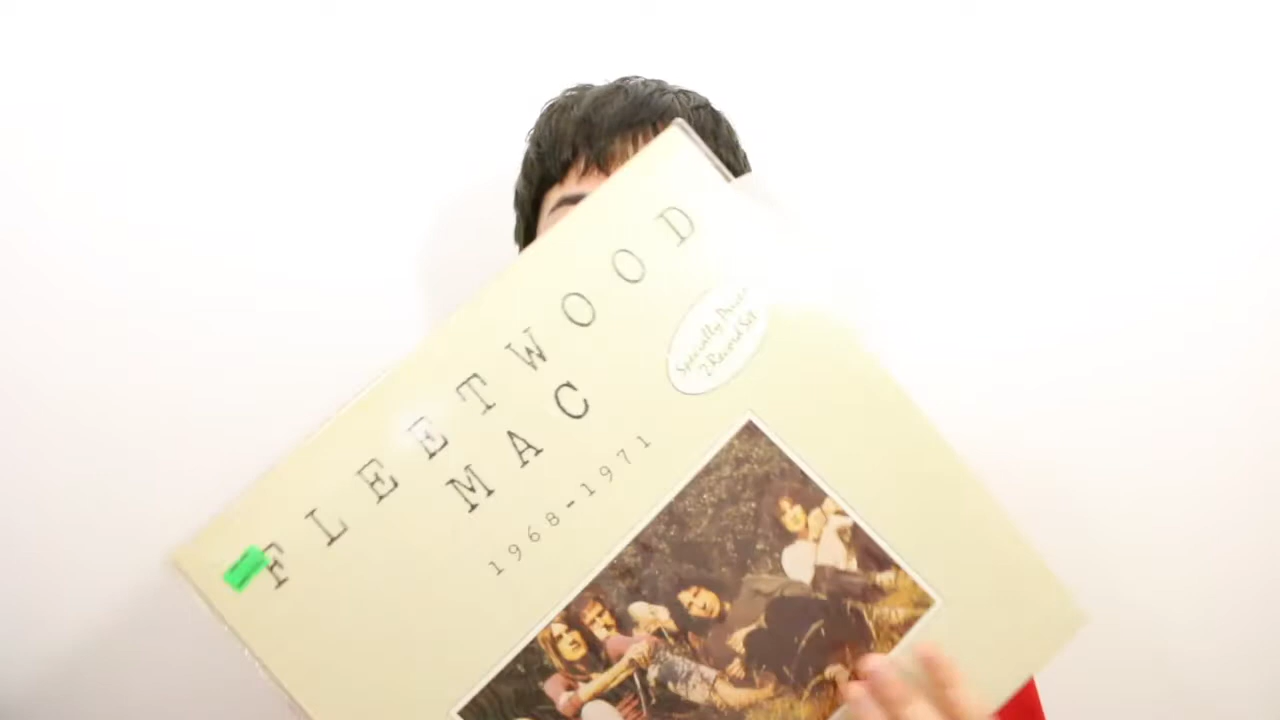 FLEETWOOD
MAC
1968-1971
Specially Priced
2 Record Set